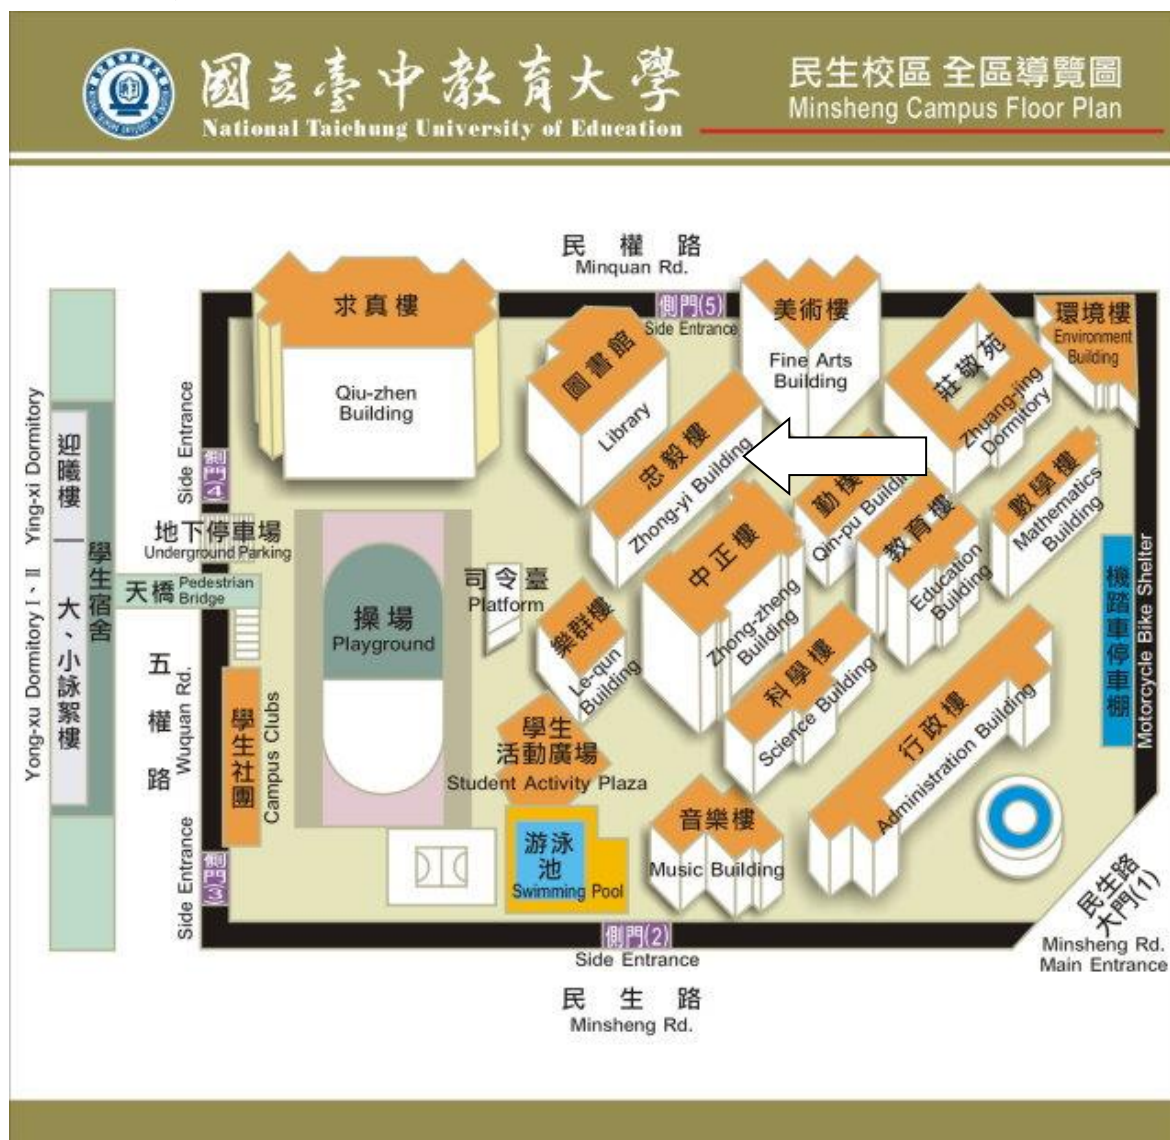 國立臺中教育大學
National Taichung University of Education
民生校區 全區導覽圖
Minsheng Campus Floor Plan
民權路
Minquan Rd.
求真樓
Qiu-zhen
Building
圖書館
Library
側門(5)
Side Entrance
美術樓
Fine Arts
Building
莊敬苑
Zhuang-jing
Dormitory
環境樓
Environment
Building
忠毅樓
Zhong-yi Building
勤樸
Qin-pu Building
教育樓
Education
Building
數學樓
Mathematics
Building
中正樓
Zhong-zheng
Building
Side Entrance
側門(4)
迎曦樓
Ying-xi Dormitory
學生宿舍
大、小詠絮樓
Yong-xu Dormitory I、II
地下停車場
Underground Parking
天橋
Pedestrian
Bridge
操場
Playground
司令臺
Platform
樂群樓
Le-qun
Building
科學樓
Science Building
行政樓
Administration Building
機踏車停車棚
Motorcycle Bike Shelter
五權路
Wuquan Rd.
學生社團
Campus Clubs
學生
活動廣場
Student Activity Plaza
游泳
池
Swimming Pool
音樂樓
Music Building
Side Entrance
側門(3)
側門(2)
Side Entrance
民生路
大門(1)
Minsheng Rd.
Main Entrance
民生路
Minsheng Rd.